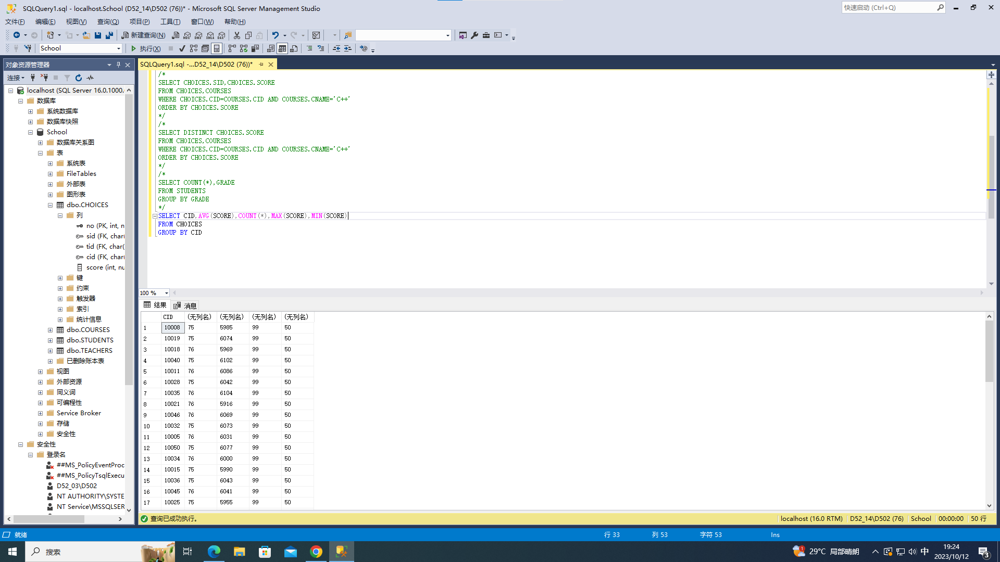 SQLQuery1.sql - localhost.School (D52_14\D502 (76))* - Microsoft SQL Server Management Studio
快速启动 (Ctrl+Q)
文件(F) 编辑(E) 视图(V) 查询(Q) 项目(P) 工具(T) 窗口(W) 帮助(H)
新建查询(N) MDX DMX XMLA DAX
School 执行(X)
对象资源管理器
SQLQuery1.sql -...D52_14\D502 (76))*
连接
localhost (SQL Server 16.0.1000.
数据库
系统数据库
数据库快照
School
数据库关系图
表
系统表
FileTables
外部表
图形表
dbo.CHOICES
列
no (PK, int, n
sid (FK, char(
tid (FK, char(
cid (FK, char(
score (int, nu
键
约束
触发器
索引
统计信息
dbo.COURSES
dbo.STUDENTS
dbo.TEACHERS
已删除账本表
视图
外部资源
同义词
可编程性
Service Broker
存储
安全性
安全性
登录名
##MS_PolicyEventProc
##MS_PolicyTsqlExecu
D52_03\D502
NT AUTHORITY\SYSTE
NT Service\MSSQLSER
/*
SELECT CHOICES.SID,CHOICES.SCORE
FROM CHOICES,COURSES
WHERE CHOICES.CID=COURSES.CID AND COURSES.CNAME='C++'
ORDER BY CHOICES.SCORE
*/
/*
SELECT DISTINCT CHOICES.SCORE
FROM CHOICES,COURSES
WHERE CHOICES.CID=COURSES.CID AND COURSES.CNAME='C++'
ORDER BY CHOICES.SCORE
*/
/*
SELECT COUNT(*),GRADE
FROM STUDENTS
GROUP BY GRADE
*/
SELECT CID,AVG(SCORE),COUNT(*),MAX(SCORE),MIN(SCORE)
FROM CHOICES
GROUP BY CID
100 %
结果 消息
CID (无列名) (无列名) (无列名) (无列名)
1 10008 75 5985 99 50
2 10019 75 6074 99 50
3 10018 76 5969 99 50
4 10040 75 6102 99 50
5 10011 76 6086 99 50
6 10028 75 6042 99 50
7 10035 76 6104 99 50
8 10021 76 5916 99 50
9 10046 76 6069 99 50
10 10032 75 6073 99 50
11 10005 76 6031 99 50
12 10050 75 6077 99 50
13 10034 76 6000 99 50
14 10015 75 5990 99 50
15 10036 75 6043 99 50
16 10045 76 6041 99 50
17 10025 75 5955 99 50
查询已成功执行。 localhost (16.0 RTM) D52_14\D502 (76) School 00:00:00 50 行
就绪 行 33 列 53 字符 53 Ins
搜索 1 29°C 局部晴朗 中 19:24
2023/10/12 3